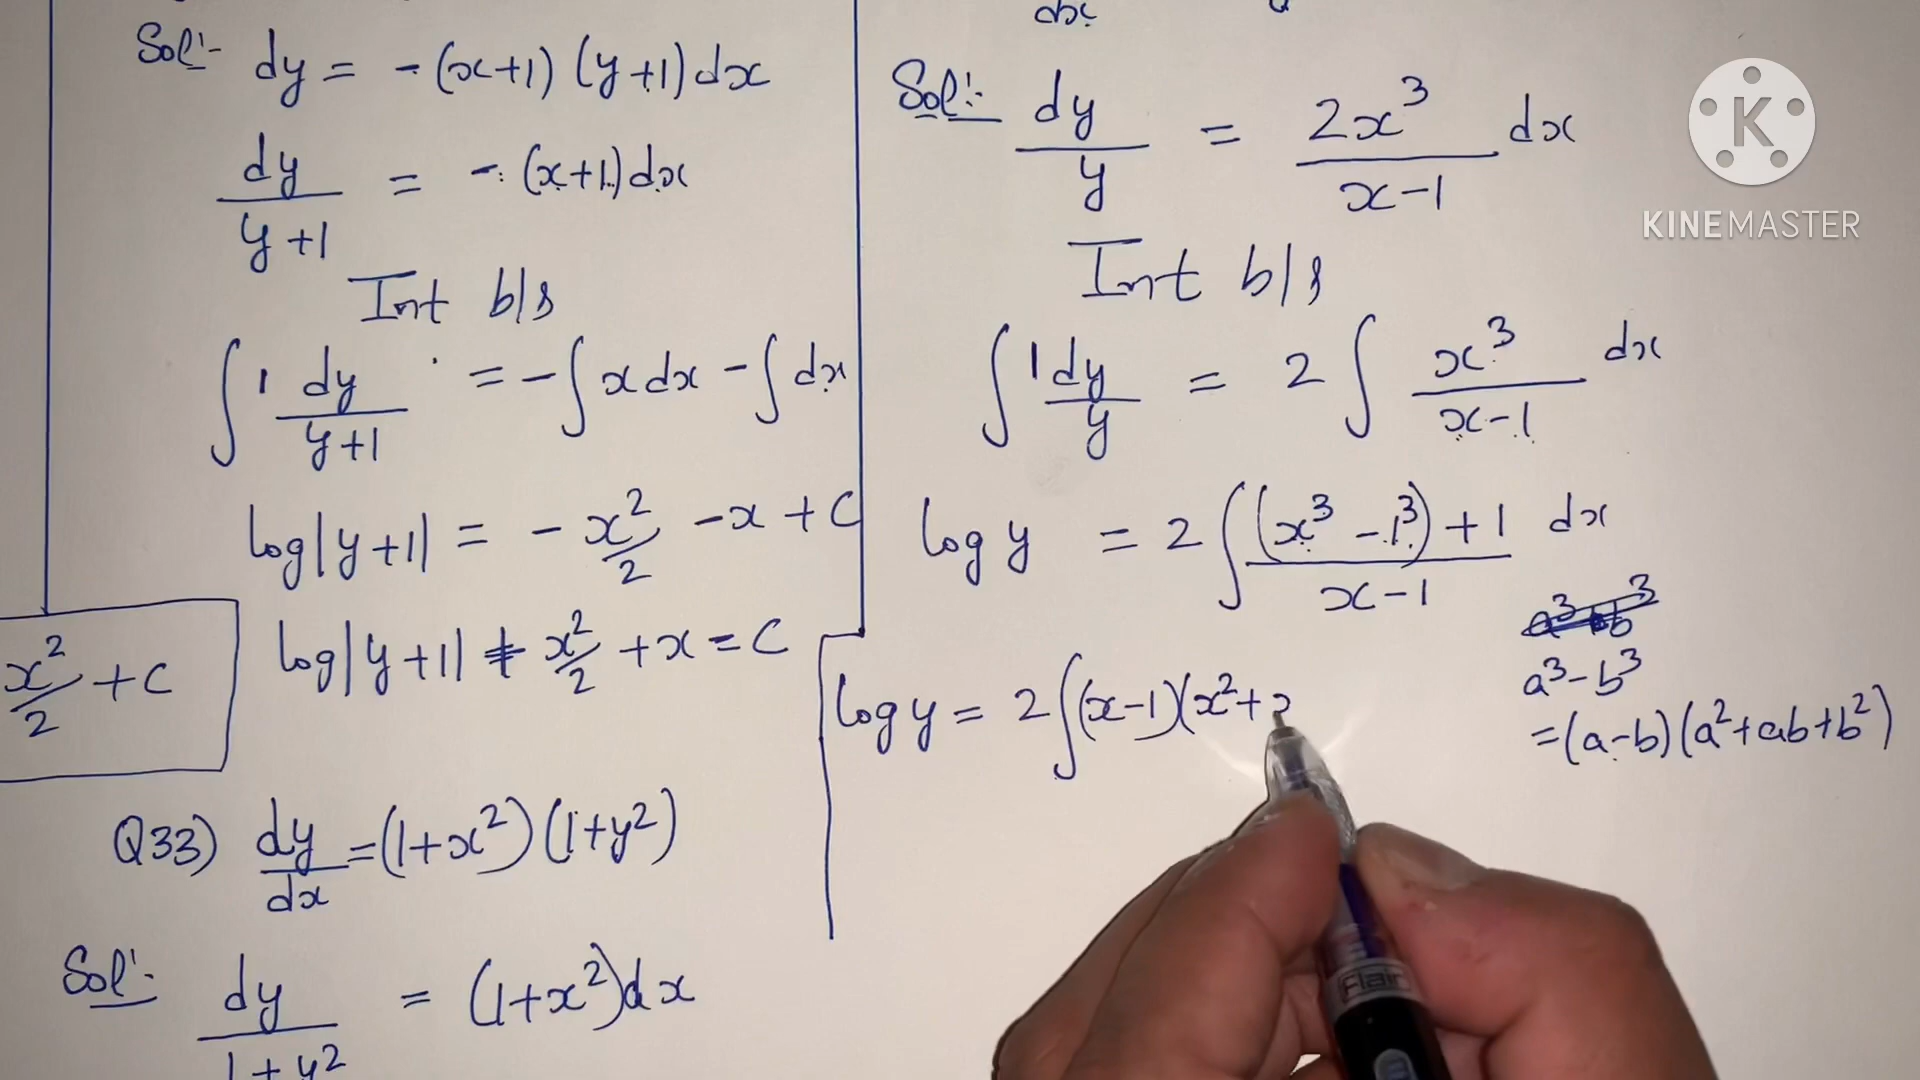 Sol:- dy = - (x+1) (y+1) dx
dy/y+1 = - (x+1) dx
Int b/s
∫ 1 dy/y+1 = - ∫ x dx - ∫ dx
log|y+1| = - x²/2 - x + C
log|y+1| + x²/2 + x = C
x²/2 + C
Q33) dy/dx = (1+x²) (1+y²)
Sol:- dy/1+y² = (1+x²) dx
dx
Sol:- dy/y = 2x³/x-1 dx
Int b/s
∫ 1 dy/y = 2 ∫ x³/x-1 dx
log y = 2 ∫ (x³ - 1³) + 1/x-1 dx
a³-b³
=(a-b)(a²+ab+b²)
log y = 2 ∫ (x-1)(x²+
K
KINEMASTER
Flair